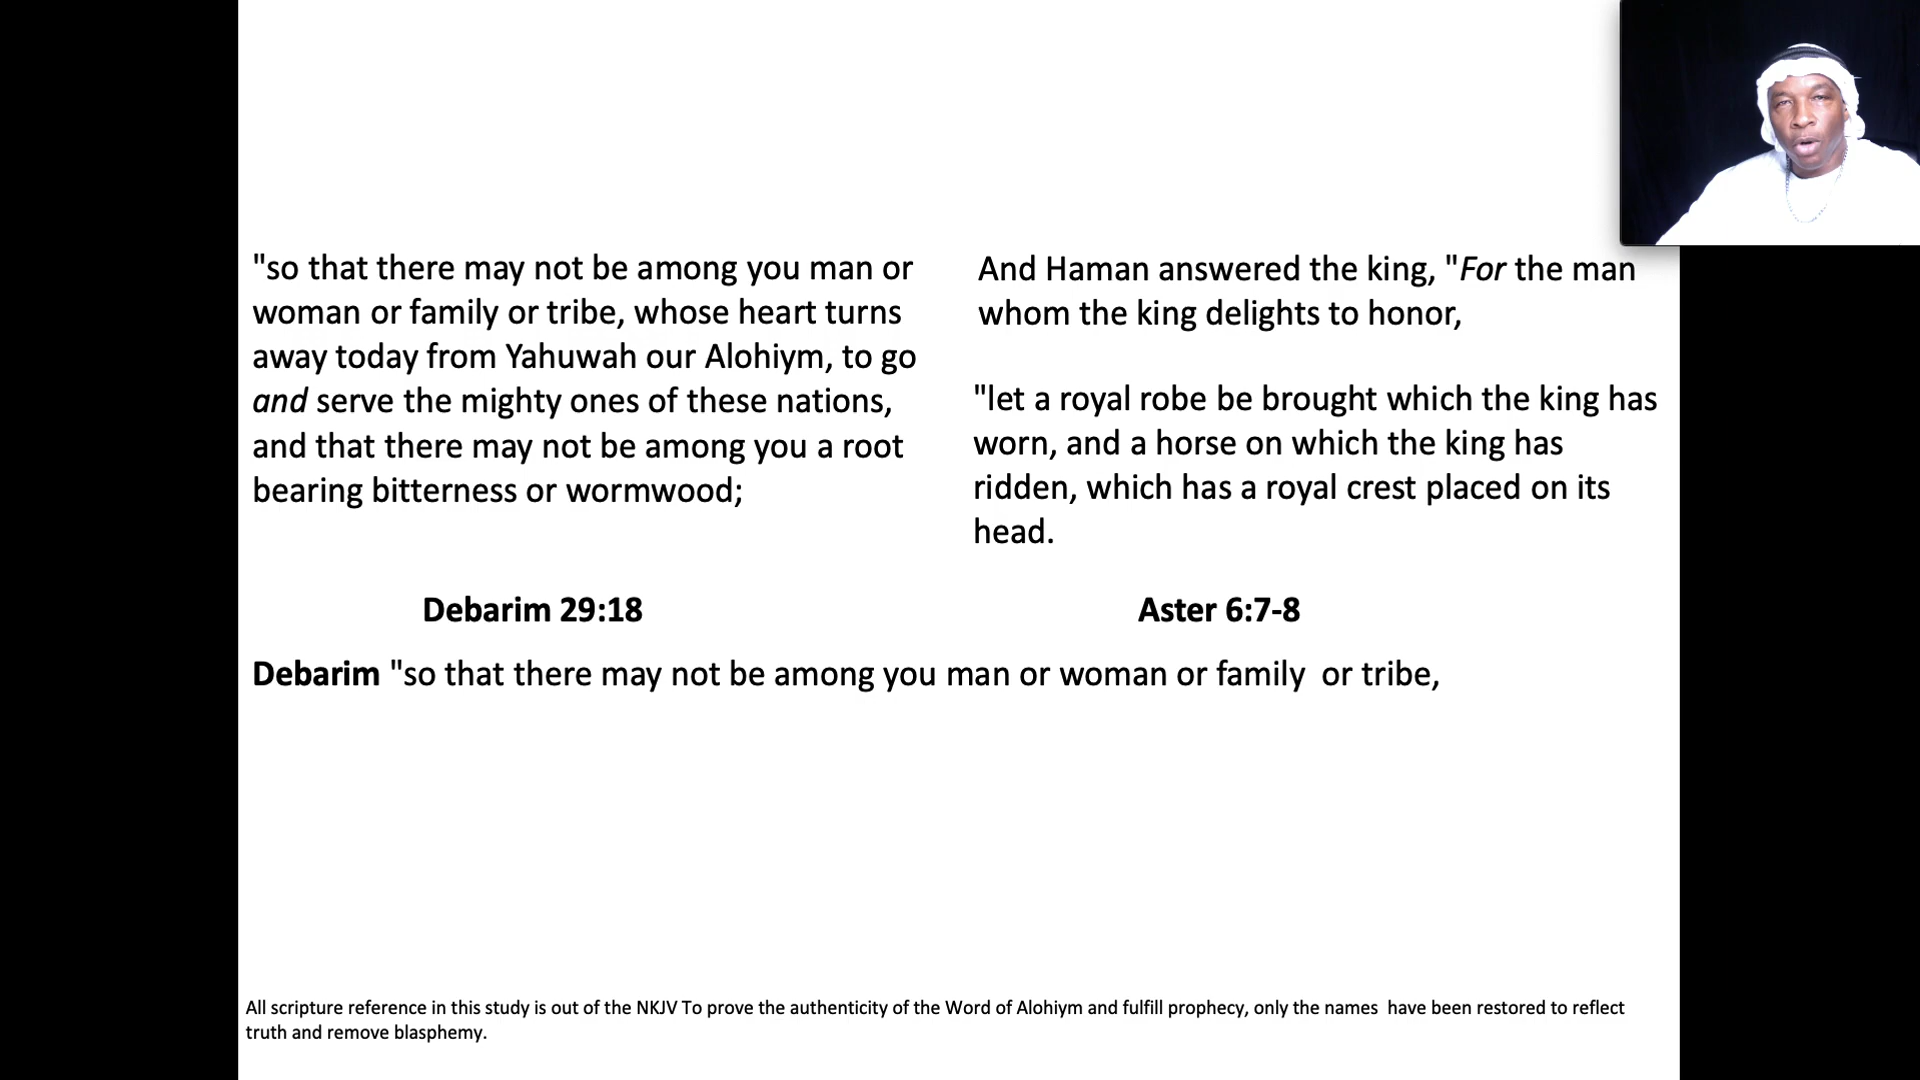 "so that there may not be among you man or
woman or family or tribe, whose heart turns
away today from Yahuwah our Alohiym, to go
and serve the mighty ones of these nations,
and that there may not be among you a root
bearing bitterness or wormwood;
Debarim 29:18
And Haman answered the king, "For the man
whom the king delights to honor,
"let a royal robe be brought which the king has
worn, and a horse on which the king has
ridden, which has a royal crest placed on its
head.
Aster 6:7-8
Debarim "so that there may not be among you man or woman or family or tribe,
All scripture reference in this study is out of the NKJV To prove the authenticity of the Word of Alohiym and fulfill prophecy, only the names have been restored to reflect
truth and remove blasphemy.